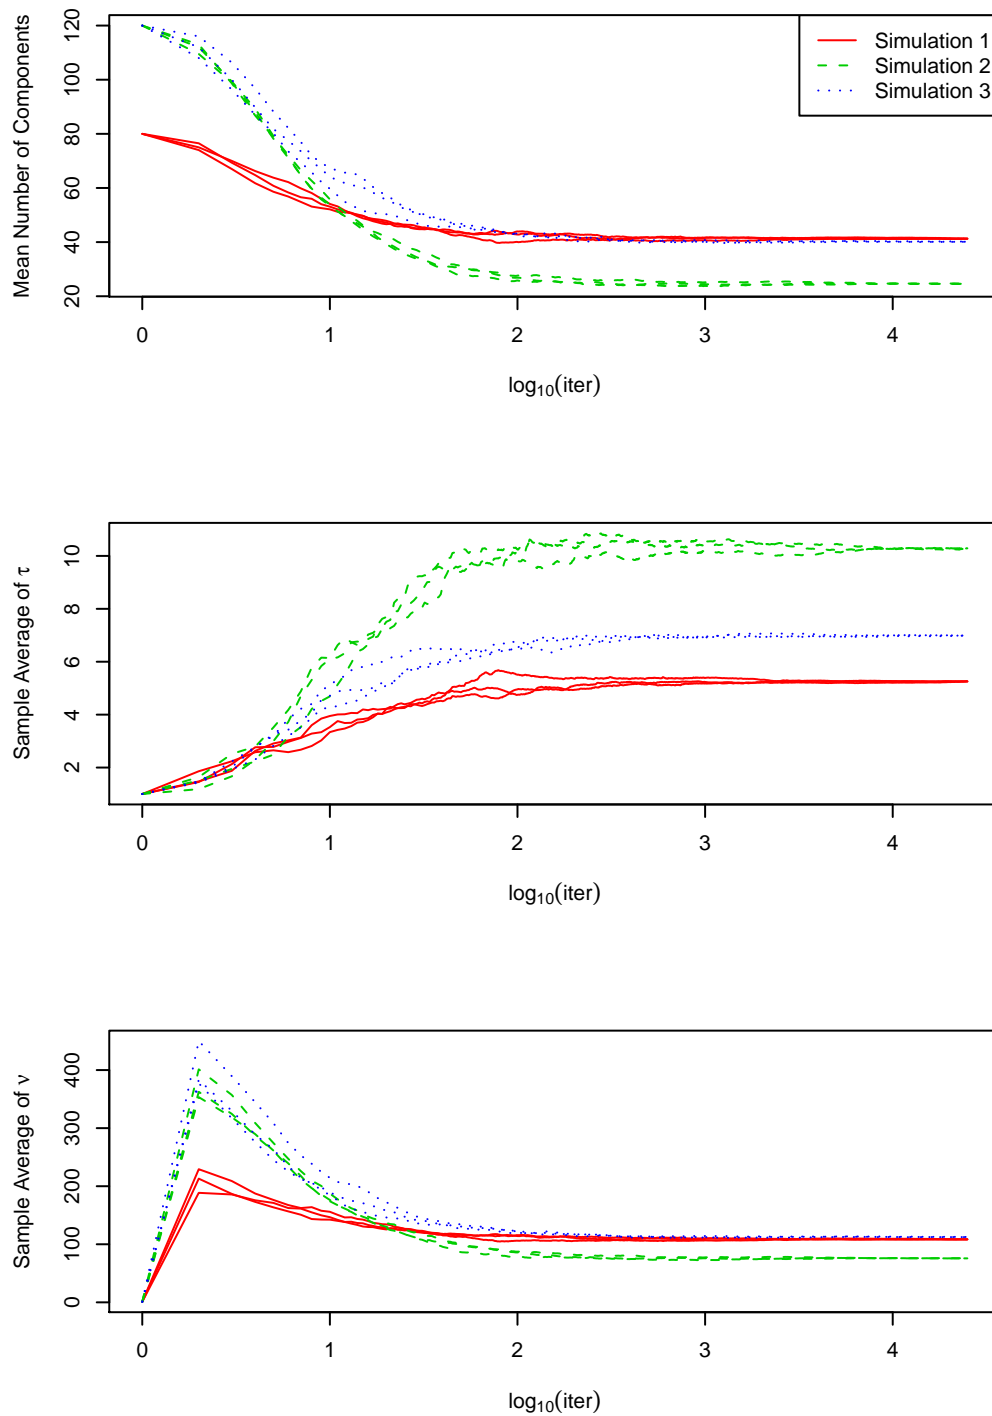 Simulation 1
Simulation 2
Simulation 3
Mean Number of Components
20 40 60 80 100 120
0 1 2 3 4
log10(iter)
Sample Average of τ
2 4 6 8 10
0 1 2 3 4
log10(iter)
Sample Average of ν
0 100 200 300 400
0 1 2 3 4
log10(iter)